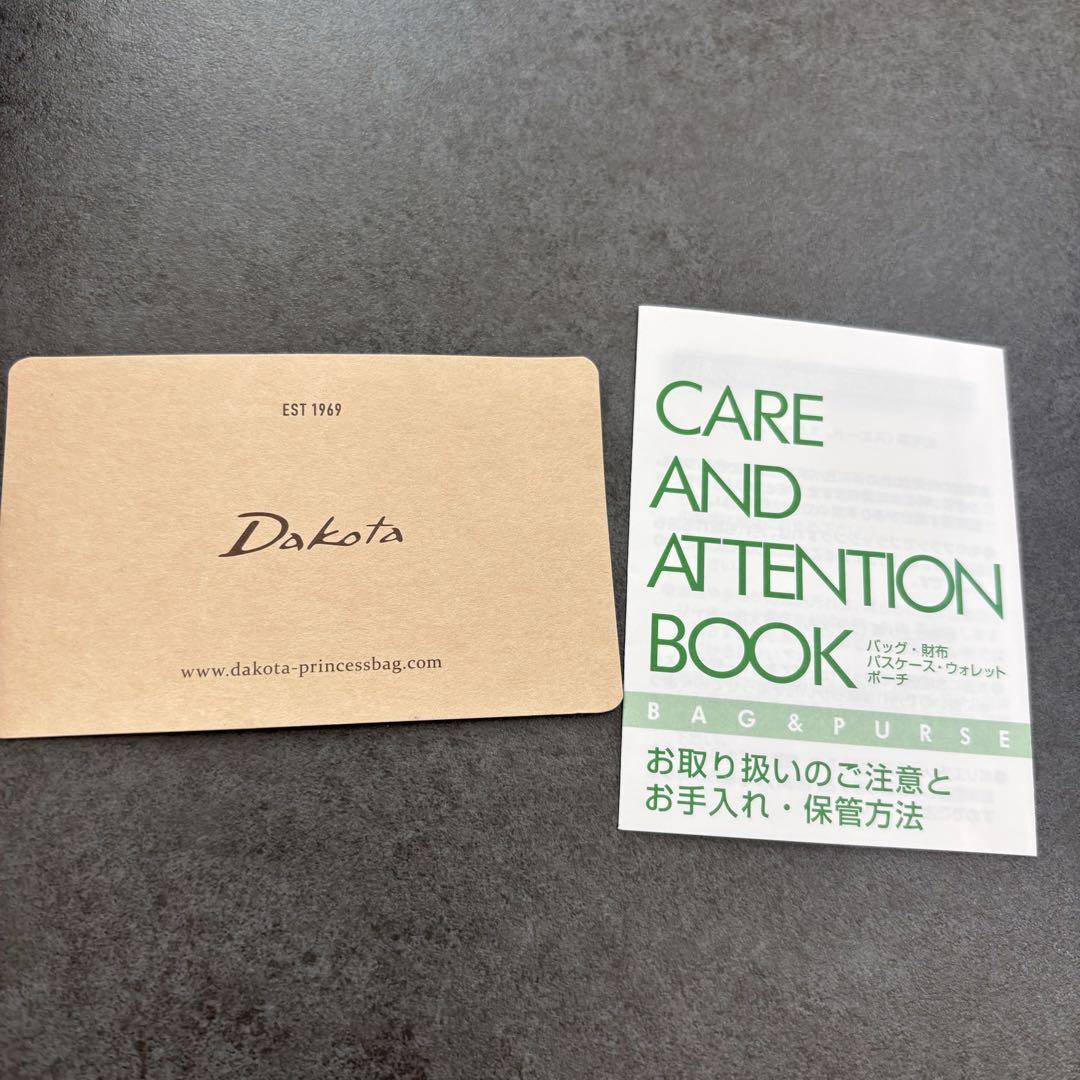 EST 1969
Dakota
www.dakota-princessbag.com
CARE
AND
ATTENTION
BOOK
バッグ・財布
パスケース・ウォレット
ポーチ
BAG & PURSE
お取り扱いのご注意と
お手入れ・保管方法